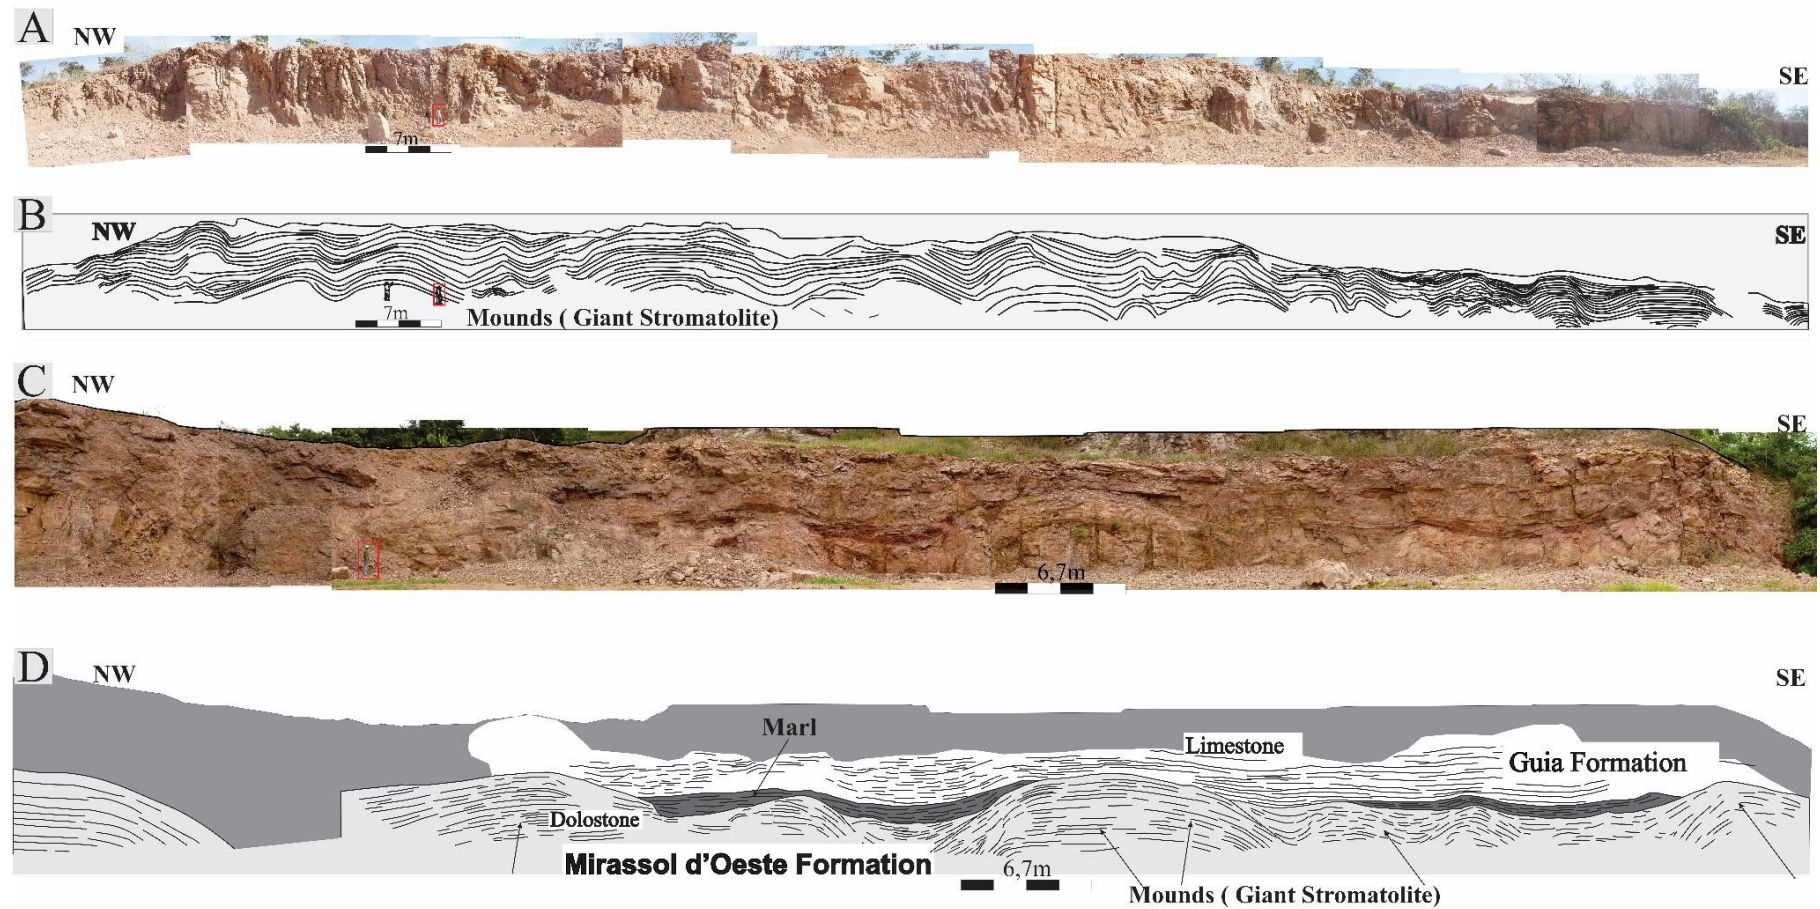 A
NW
SE
7m
B
NW
SE
7m
Mounds ( Giant Stromatolite)
C
NW
SE
6,7m
D
NW
SE
Marl
Limestone
Guia Formation
Dolostone
Mirassol d'Oeste Formation
6,7m
Mounds ( Giant Stromatolite)